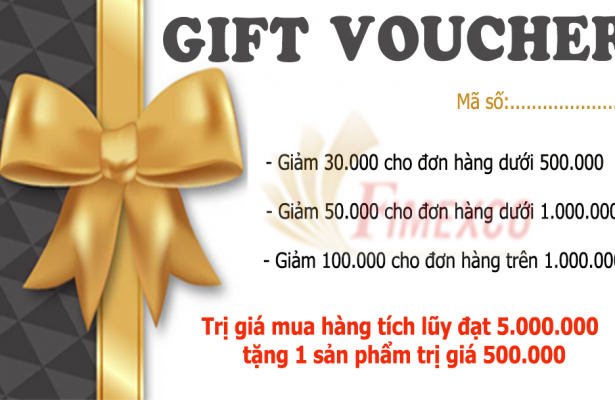 GIFT VOUCHER
Mã số:.....................
- Giảm 30.000 cho đơn hàng dưới 500.000
FIMEXCO
- Giảm 50.000 cho đơn hàng dưới 1.000.000
- Giảm 100.000 cho đơn hàng trên 1.000.000
Trị giá mua hàng tích lũy đạt 5.000.000
tặng 1 sản phẩm trị giá 500.000